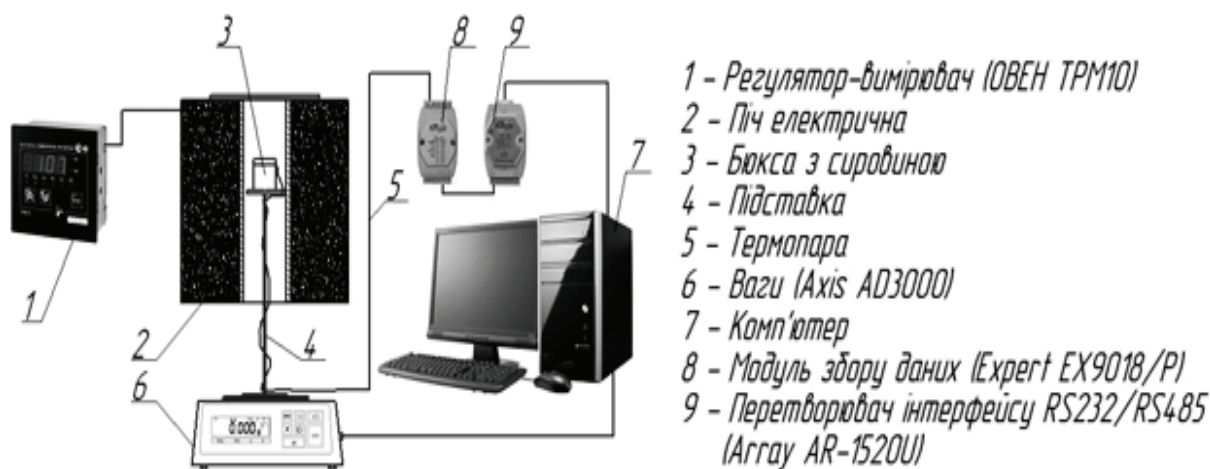 8 9
3
1 - Регулятор-вимірювач (ОВЕН ТРМ10)
2 - Піч електрична
3 - Бюкса з сировиною
4 - Підставка
5 - Термопара
6 - Ваги (Axis AD3000)
7 - Комп'ютер
8 - Модуль збору даних (Expert EX9018/P)
9 - Перетворювач інтерфейсу RS232/RS485
(Array AR-1520U)
7
5
1
2
4
6
0.000